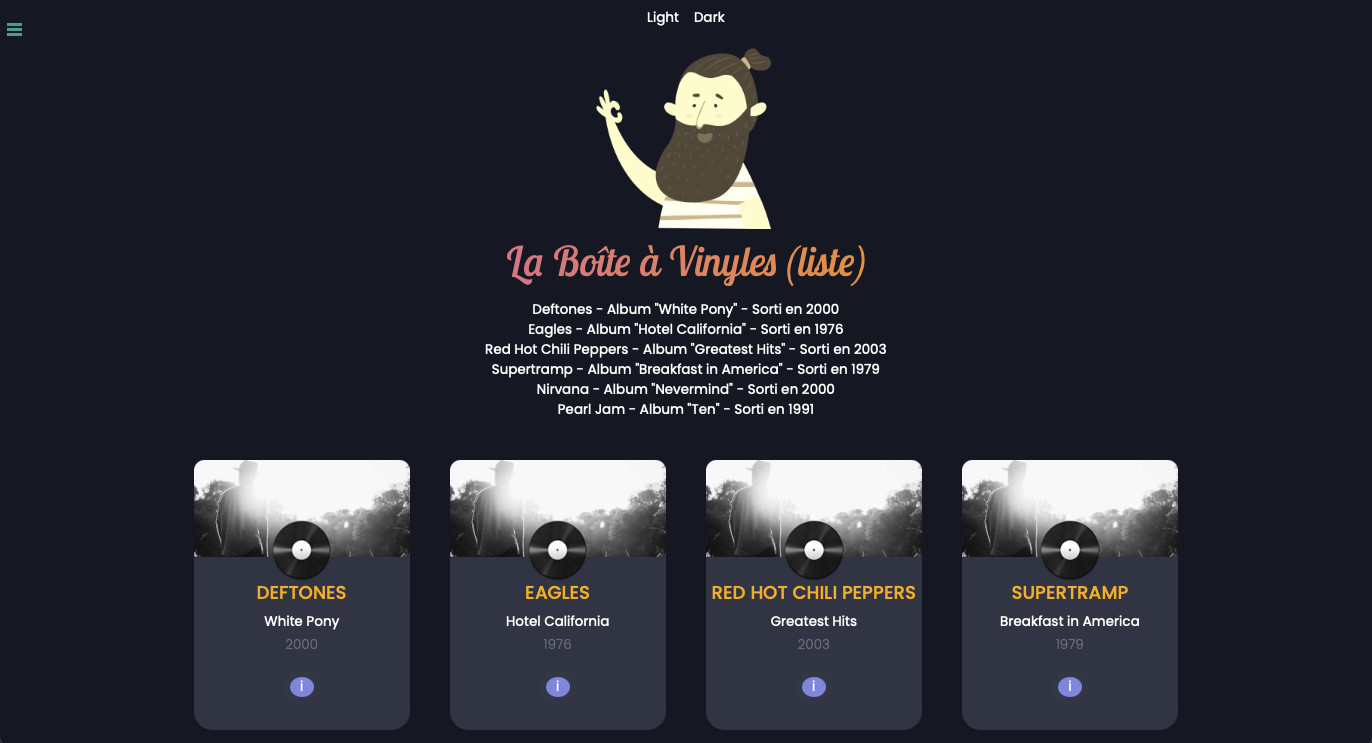 Light Dark
La Boîte à Vinyles (liste)
Deftones - Album "White Pony" - Sorti en 2000
Eagles - Album "Hotel California" - Sorti en 1976
Red Hot Chili Peppers - Album "Greatest Hits" - Sorti en 2003
Supertramp - Album "Breakfast in America" - Sorti en 1979
Nirvana - Album "Nevermind" - Sorti en 2000
Pearl Jam - Album "Ten" - Sorti en 1991
DEFTONES
White Pony
2000
i
EAGLES
Hotel California
1976
i
RED HOT CHILI PEPPERS
Greatest Hits
2003
i
SUPERTRAMP
Breakfast in America
1979
i